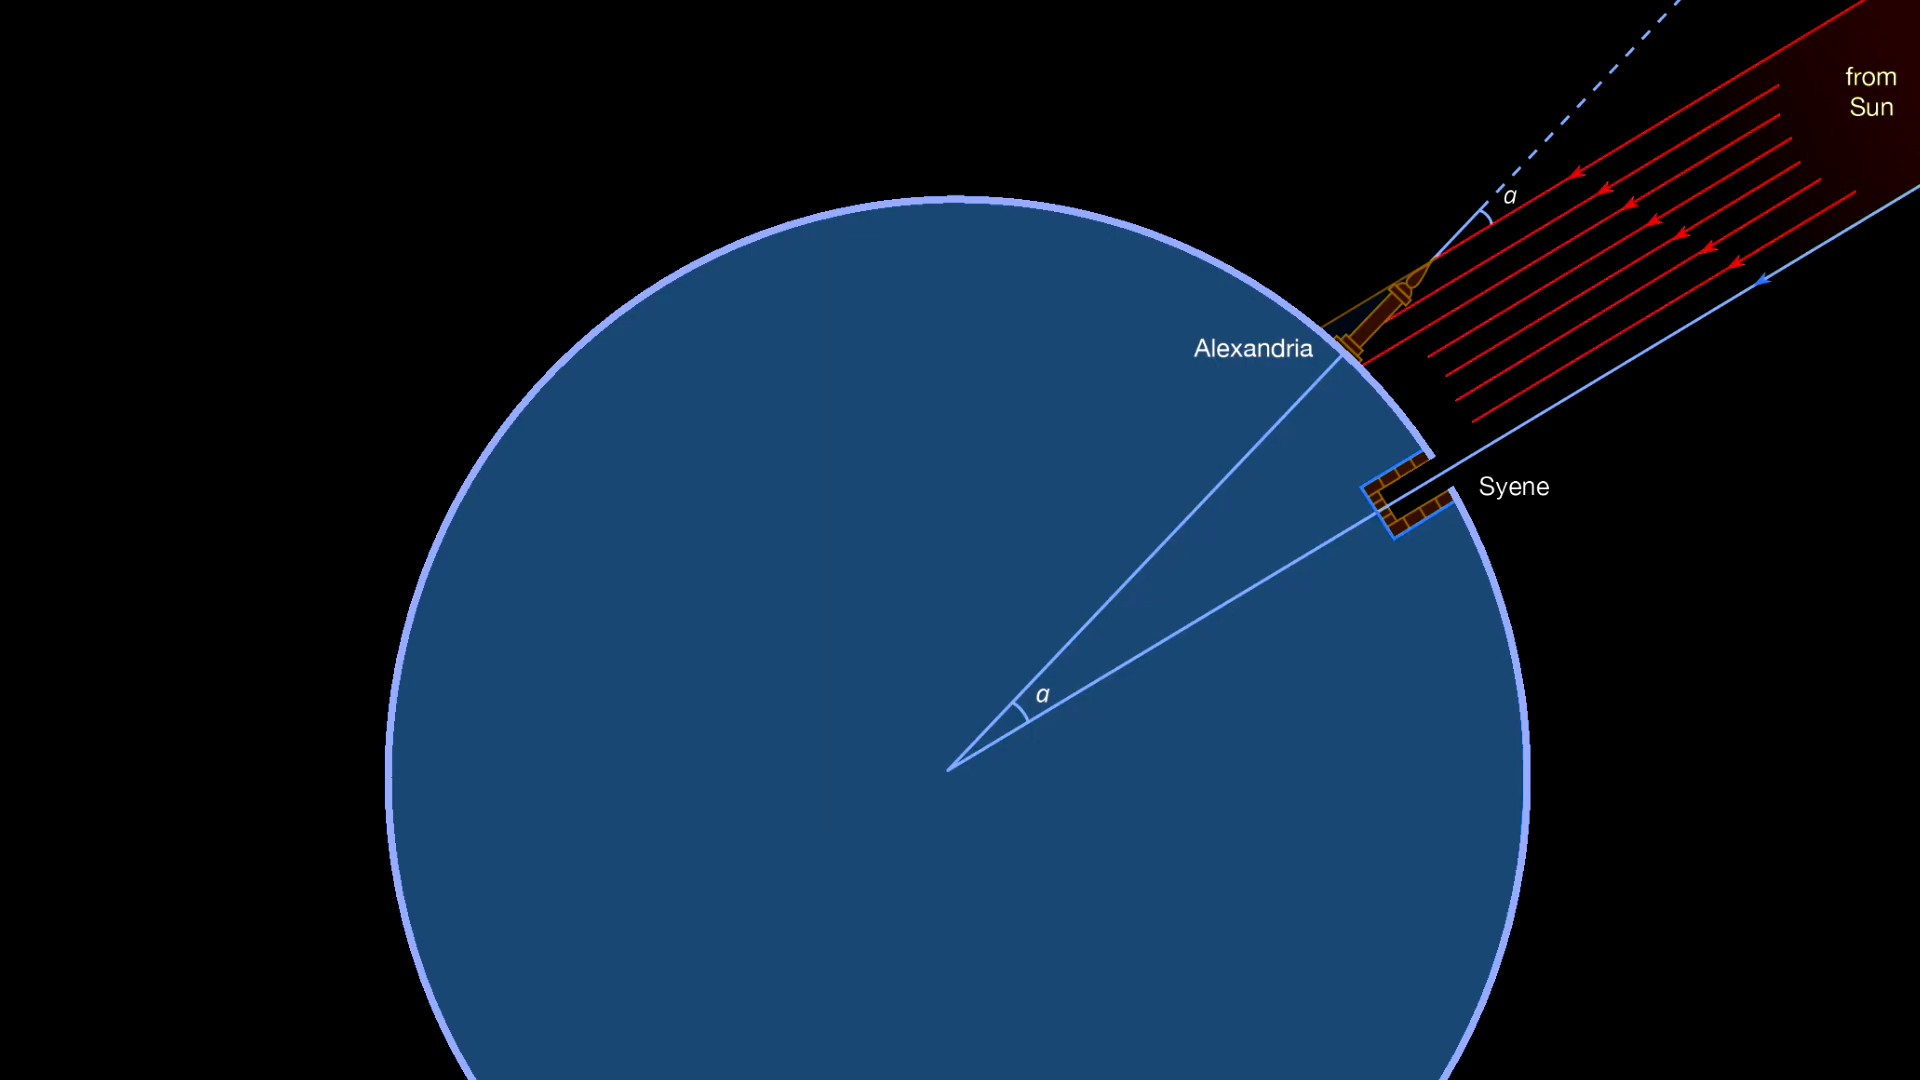 from
Sun
α
Alexandria
Syene
α